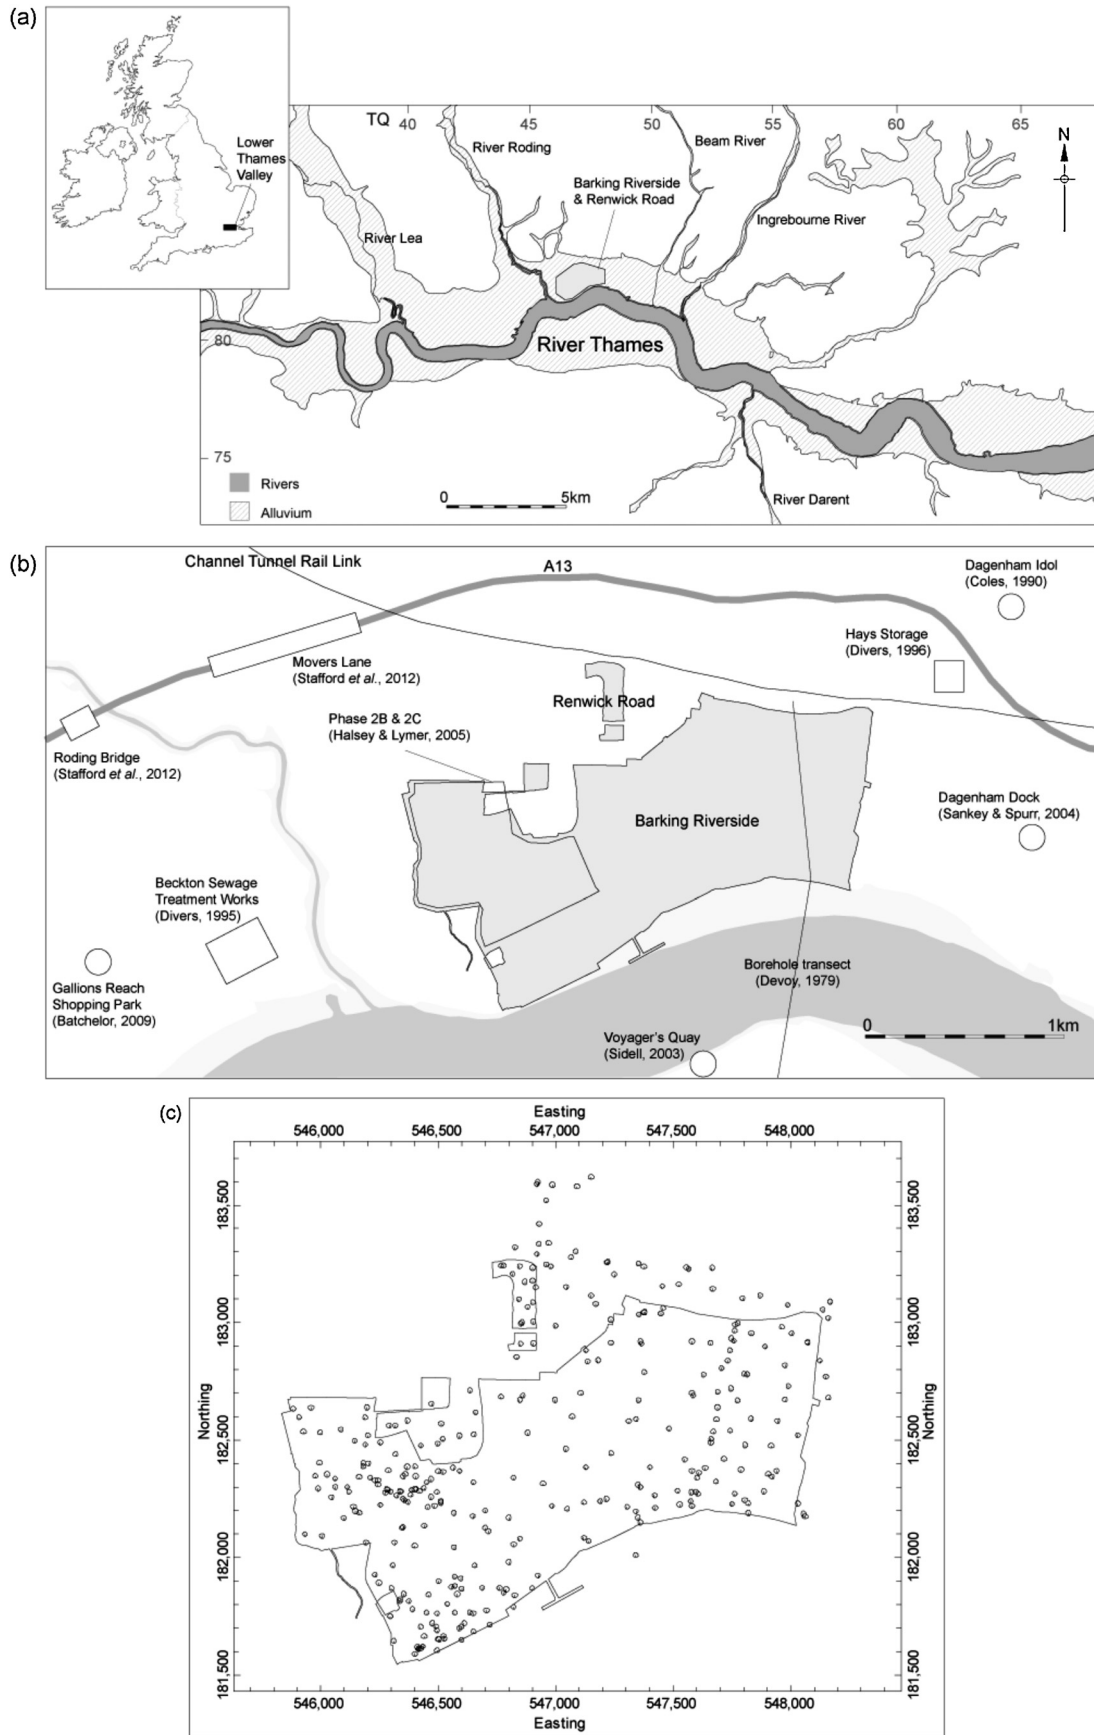 (a)
Lower
Thames
Valley
TQ
40
45
50
55
60
65
N
River Roding
Beam River
Barking Riverside
& Renwick Road
Ingrebourne River
River Lea
80
River Thames
75
Rivers
Alluvium
0
5km
River Darent
(b)
Channel Tunnel Rail Link
A13
Dagenham Idol
(Coles, 1990)
Hays Storage
(Divers, 1996)
Movers Lane
(Stafford et al., 2012)
Renwick Road
Phase 2B & 2C
(Halsey & Lymer, 2005)
Roding Bridge
(Stafford et al., 2012)
Barking Riverside
Dagenham Dock
(Sankey & Spurr, 2004)
Beckton Sewage
Treatment Works
(Divers, 1995)
Gallions Reach
Shopping Park
(Batchelor, 2009)
Borehole transect
(Devoy, 1979)
Voyager's Quay
(Sidell, 2003)
0
1km
(c)
Easting
546,000
546,500
547,000
547,500
548,000
183,500
183,000
182,500
182,000
181,500
Northing
183,500
183,000
182,500
182,000
181,500
Northing
546,000
546,500
547,000
547,500
548,000
Easting